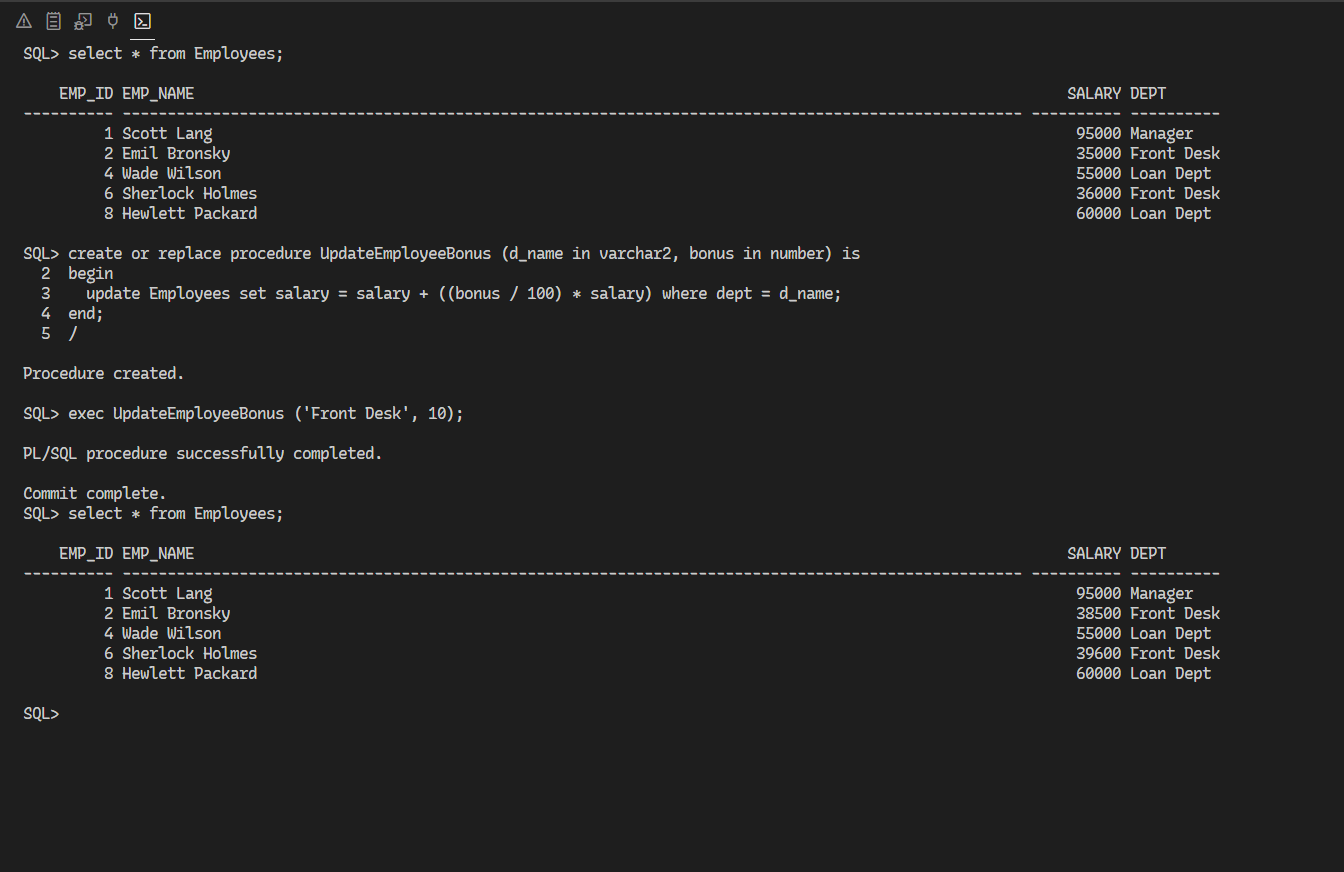 SQL> select * from Employees;
    EMP_ID EMP_NAME                                                                                                 SALARY DEPT
---------- ---------------------------------------------------------------------------------------------------- ---------- ----------
         1 Scott Lang                                                                                                95000 Manager
         2 Emil Bronsky                                                                                              35000 Front Desk
         4 Wade Wilson                                                                                               55000 Loan Dept
         6 Sherlock Holmes                                                                                           36000 Front Desk
         8 Hewlett Packard                                                                                           60000 Loan Dept
SQL> create or replace procedure UpdateEmployeeBonus (d_name in varchar2, bonus in number) is
  2  begin
  3    update Employees set salary = salary + ((bonus / 100) * salary) where dept = d_name;
  4  end;
  5  /
Procedure created.
SQL> exec UpdateEmployeeBonus ('Front Desk', 10);
PL/SQL procedure successfully completed.
Commit complete.
SQL> select * from Employees;
    EMP_ID EMP_NAME                                                                                                 SALARY DEPT
---------- ---------------------------------------------------------------------------------------------------- ---------- ----------
         1 Scott Lang                                                                                                95000 Manager
         2 Emil Bronsky                                                                                              38500 Front Desk
         4 Wade Wilson                                                                                               55000 Loan Dept
         6 Sherlock Holmes                                                                                           39600 Front Desk
         8 Hewlett Packard                                                                                           60000 Loan Dept
SQL>